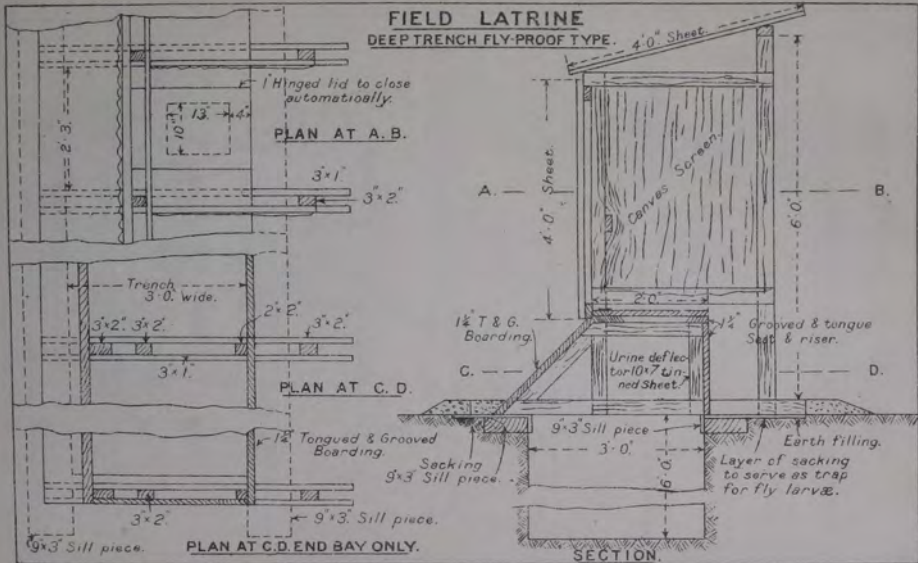 FIELD LATRINE
DEEP TRENCH FLY-PROOF TYPE.
1" Hinged lid to close
automatically.
13"
4"
10"
2'. 3"
PLAN AT A.B.
3"×1"
3"×2"
Trench
3'-0" wide.
2"×2"
3"×2"
3"×2"
3"×2"
3"×1"
PLAN AT C.D.
1¼" Tongued & Grooved
Boarding.
3"×2"
9"×3" Sill piece.
9"×3" Sill piece.
PLAN AT C.D. END BAY ONLY.
4'.0" Sheet.
A.
B.
4'-0" Sheet.
Canvas Screen.
6'.0"
2'.0"
1¼" T & G.
Boarding.
1¼" Grooved & tongue
Seat & riser.
C.
D.
Urine deflec-
tor 10×7 tin-
ned Sheet.
9"×3" Sill piece
Sacking
9"×3" Sill piece.
3'-0"
6'.0"
Earth filling.
Layer of sacking
to serve as trap
for fly larvæ.
SECTION.